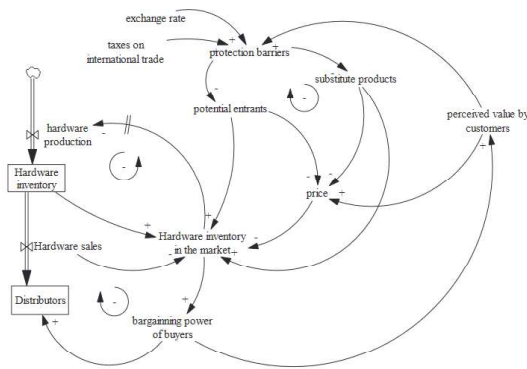 exchange rate
+
taxes on
international trade
+
+
protection barriers
+
-
-
substitute products
-
potential entrants
perceived value by
customers
+
hardware
production
-
-
Hardware
inventory
-
-
price
+
+
+
Hardware inventory
in the market
-
Hardware sales
-
+
+
Distributors
-
+
bargainning power
of buyers
+